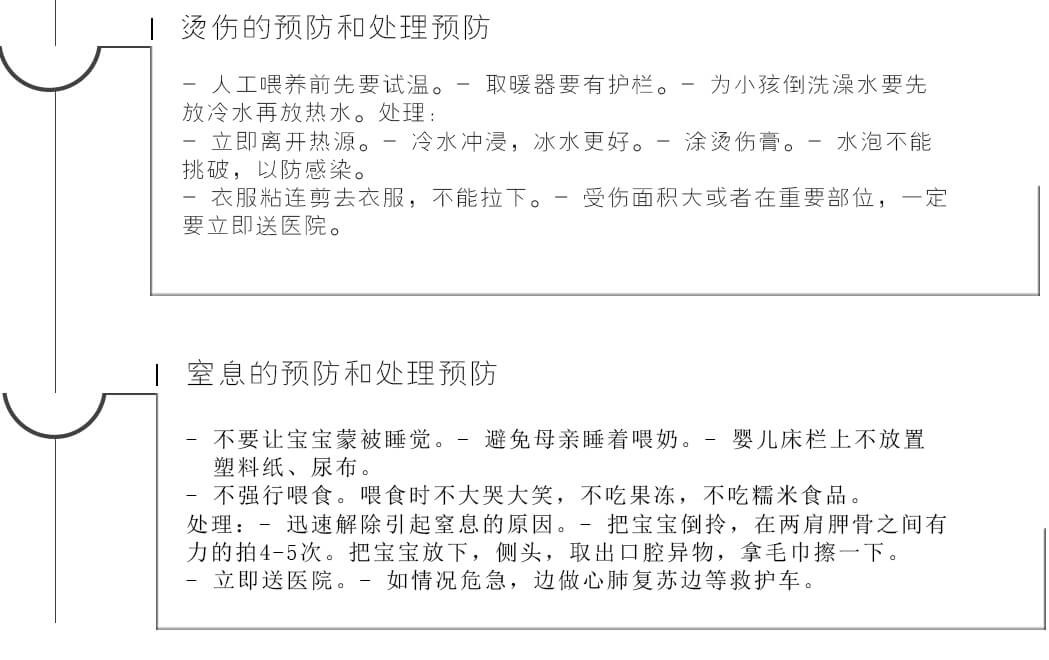 烫伤的预防和处理预防
- 人工喂养前先要试温。- 取暖器要有护栏。- 为小孩倒洗澡水要先
放冷水再放热水。处理:
- 立即离开热源。- 冷水冲浸，冰水更好。- 涂烫伤膏。- 水泡不能
挑破，以防感染。
- 衣服粘连剪去衣服，不能拉下。- 受伤面积大或者在重要部位，一定
要立即送医院。
窒息的预防和处理预防
- 不要让宝宝蒙被睡觉。- 避免母亲睡着喂奶。- 婴儿床栏上不放置
塑料纸、尿布。
- 不强行喂食。喂食时不大哭大笑，不吃果冻，不吃糯米食品。
处理：- 迅速解除引起窒息的原因。- 把宝宝倒拎，在两肩胛骨之间有
力的拍4-5次。把宝宝放下，侧头，取出口腔异物，拿毛巾擦一下。
- 立即送医院。- 如情况危急，边做心肺复苏边等救护车。